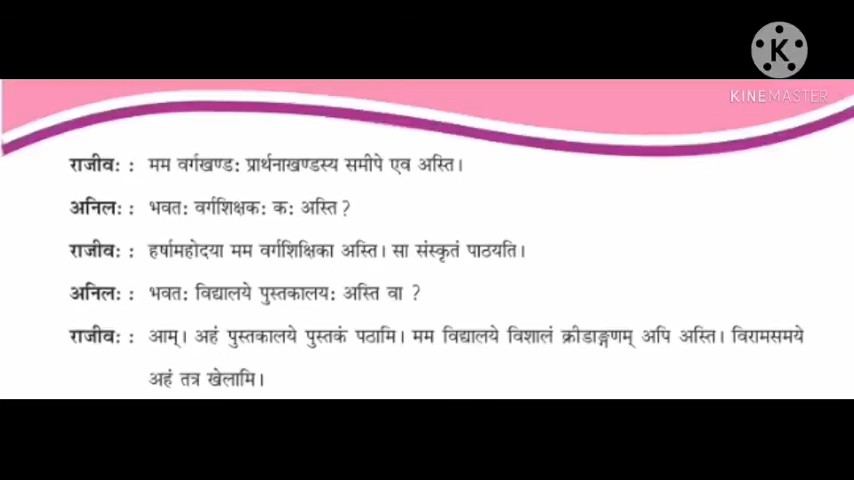 K
KINEMASTER
राजीवः : मम वर्गखण्डः प्रार्थनाखण्डस्य समीपे एव अस्ति।
अनिलः : भवतः वर्गशिक्षकः कः अस्ति ?
राजीवः : हर्षामहोदया मम वर्गशिक्षिका अस्ति। सा संस्कृतं पाठयति।
अनिलः : भवतः विद्यालये पुस्तकालयः अस्ति वा ?
राजीवः : आम्। अहं पुस्तकालये पुस्तकं पठामि। मम विद्यालये विशालं क्रीडाङ्गणम् अपि अस्ति। विरामसमये
अहं तत्र खेलामि।